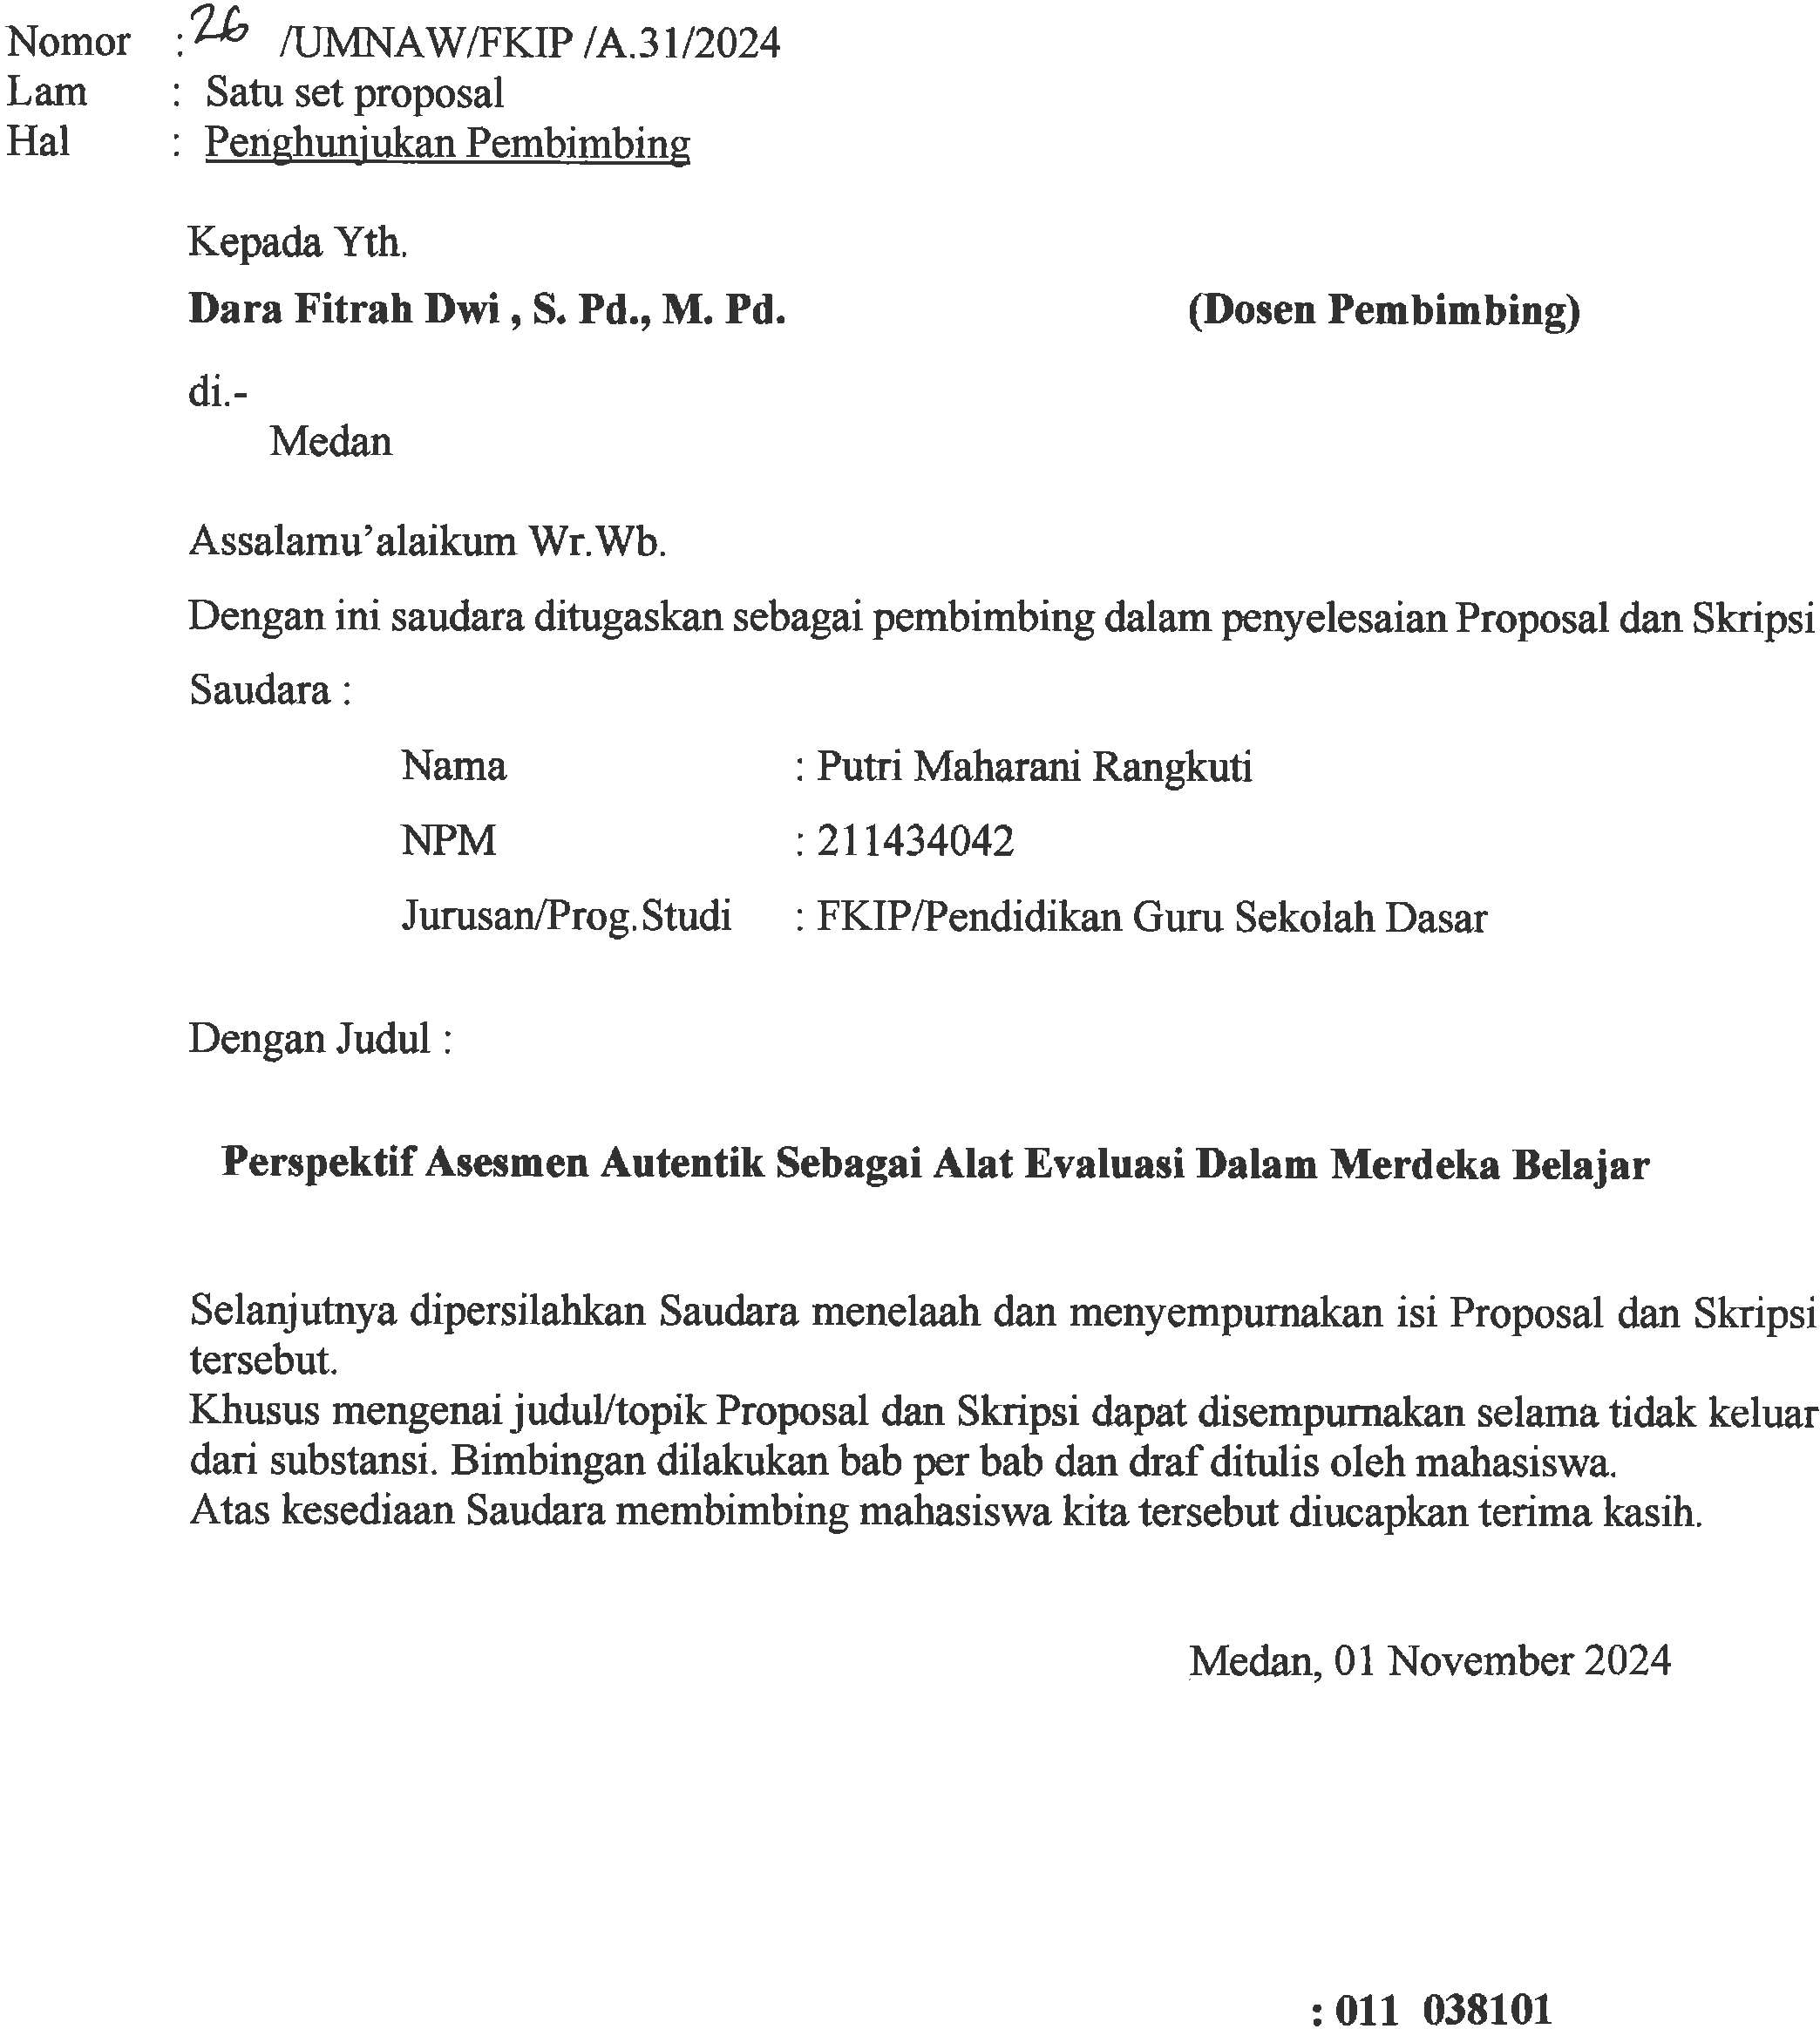 Nomor : 26 /UMNAW/FKIP /A.31/2024
Lam : Satu set proposal
Hal : Penghunjukan Pembimbing
Kepada Yth.
Dara Fitrah Dwi , S. Pd., M. Pd. (Dosen Pembimbing)
di.-
Medan
Assalamu’alaikum Wr.Wb.
Dengan ini saudara ditugaskan sebagai pembimbing dalam penyelesaian Proposal dan Skripsi
Saudara :
Nama : Putri Maharani Rangkuti
NPM : 211434042
Jurusan/Prog.Studi : FKIP/Pendidikan Guru Sekolah Dasar
Dengan Judul :
Perspektif Asesmen Autentik Sebagai Alat Evaluasi Dalam Merdeka Belajar
Selanjutnya dipersilahkan Saudara menelaah dan menyempurnakan isi Proposal dan Skripsi
tersebut.
Khusus mengenai judul/topik Proposal dan Skripsi dapat disempurnakan selama tidak keluar
dari substansi. Bimbingan dilakukan bab per bab dan draf ditulis oleh mahasiswa.
Atas kesediaan Saudara membimbing mahasiswa kita tersebut diucapkan terima kasih.
Medan, 01 November 2024
: 011 038101